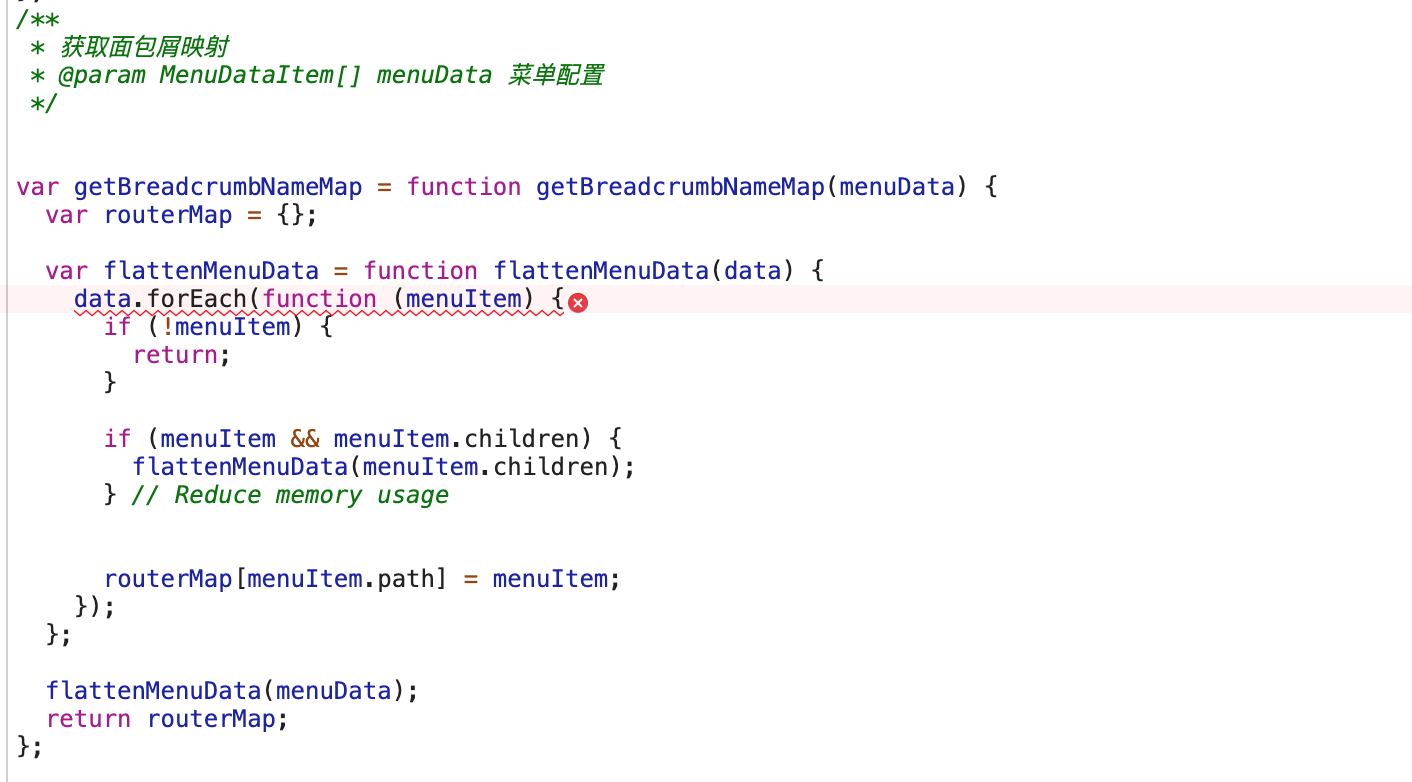 /**
 * 获取面包屑映射
 * @param MenuDataItem[] menuData 菜单配置
 */
var getBreadcrumbNameMap = function getBreadcrumbNameMap(menuData) {
  var routerMap = {};
  var flattenMenuData = function flattenMenuData(data) {
    data.forEach(function (menuItem) {
      if (!menuItem) {
        return;
      }
      if (menuItem && menuItem.children) {
        flattenMenuData(menuItem.children);
      } // Reduce memory usage
      routerMap[menuItem.path] = menuItem;
    });
  };
  flattenMenuData(menuData);
  return routerMap;
};